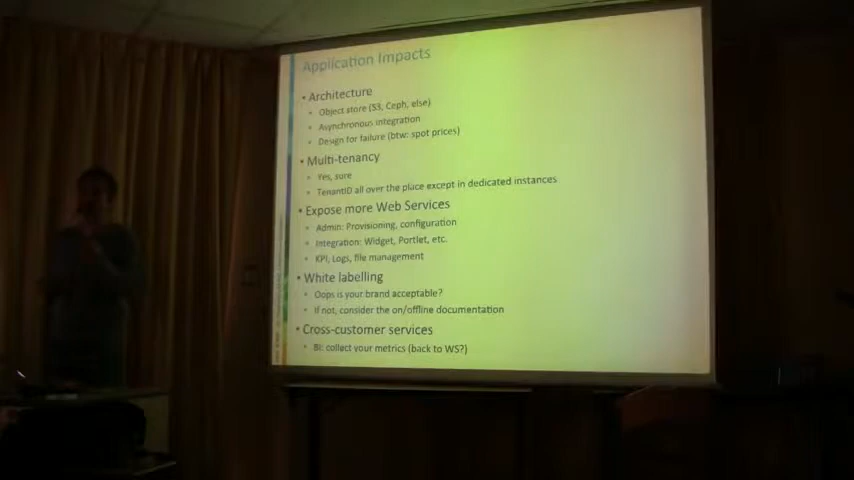 Application Impacts
• Architecture
• Object store (S3, Ceph, else)
• Asynchronous integration
• Design for failure (btw: spot prices)
• Multi-tenancy
• Yes, sure
• TenantID all over the place except in dedicated instances
• Expose more Web Services
• Admin: Provisioning, configuration
• Integration: Widget, Portlet, etc.
• KPI, Logs, file management
• White labelling
• Oops is your brand acceptable?
• If not, consider the on/offline documentation
• Cross-customer services
• BI: collect your metrics (back to WS?)